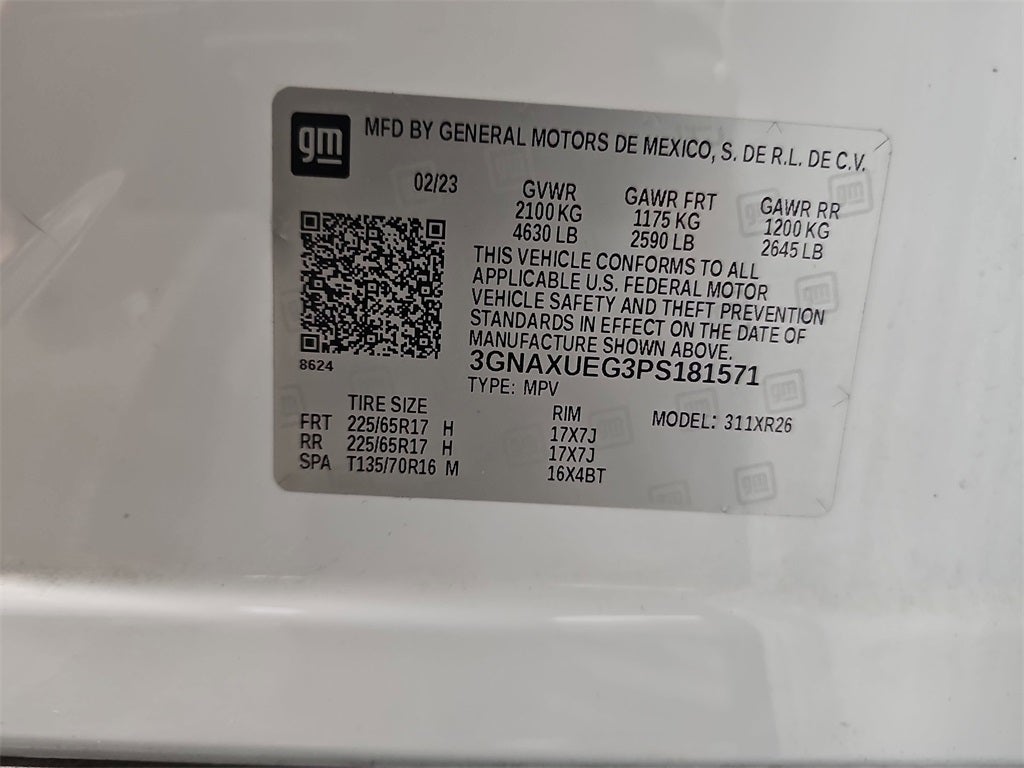 gm MFD BY GENERAL MOTORS DE MEXICO, S. DE R.L. DE C.V.
02/23 GVWR GAWR FRT GAWR RR
2100 KG 1175 KG 1200 KG
4630 LB 2590 LB 2645 LB
THIS VEHICLE CONFORMS TO ALL
APPLICABLE U.S. FEDERAL MOTOR
VEHICLE SAFETY AND THEFT PREVENTION
STANDARDS IN EFFECT ON THE DATE OF
MANUFACTURE SHOWN ABOVE.
8624 3GNAXUEG3PS181571
TYPE: MPV
TIRE SIZE RIM MODEL: 311XR26
FRT 225/65R17 H 17X7J
RR 225/65R17 H 17X7J
SPA T135/70R16 M 16X4BT